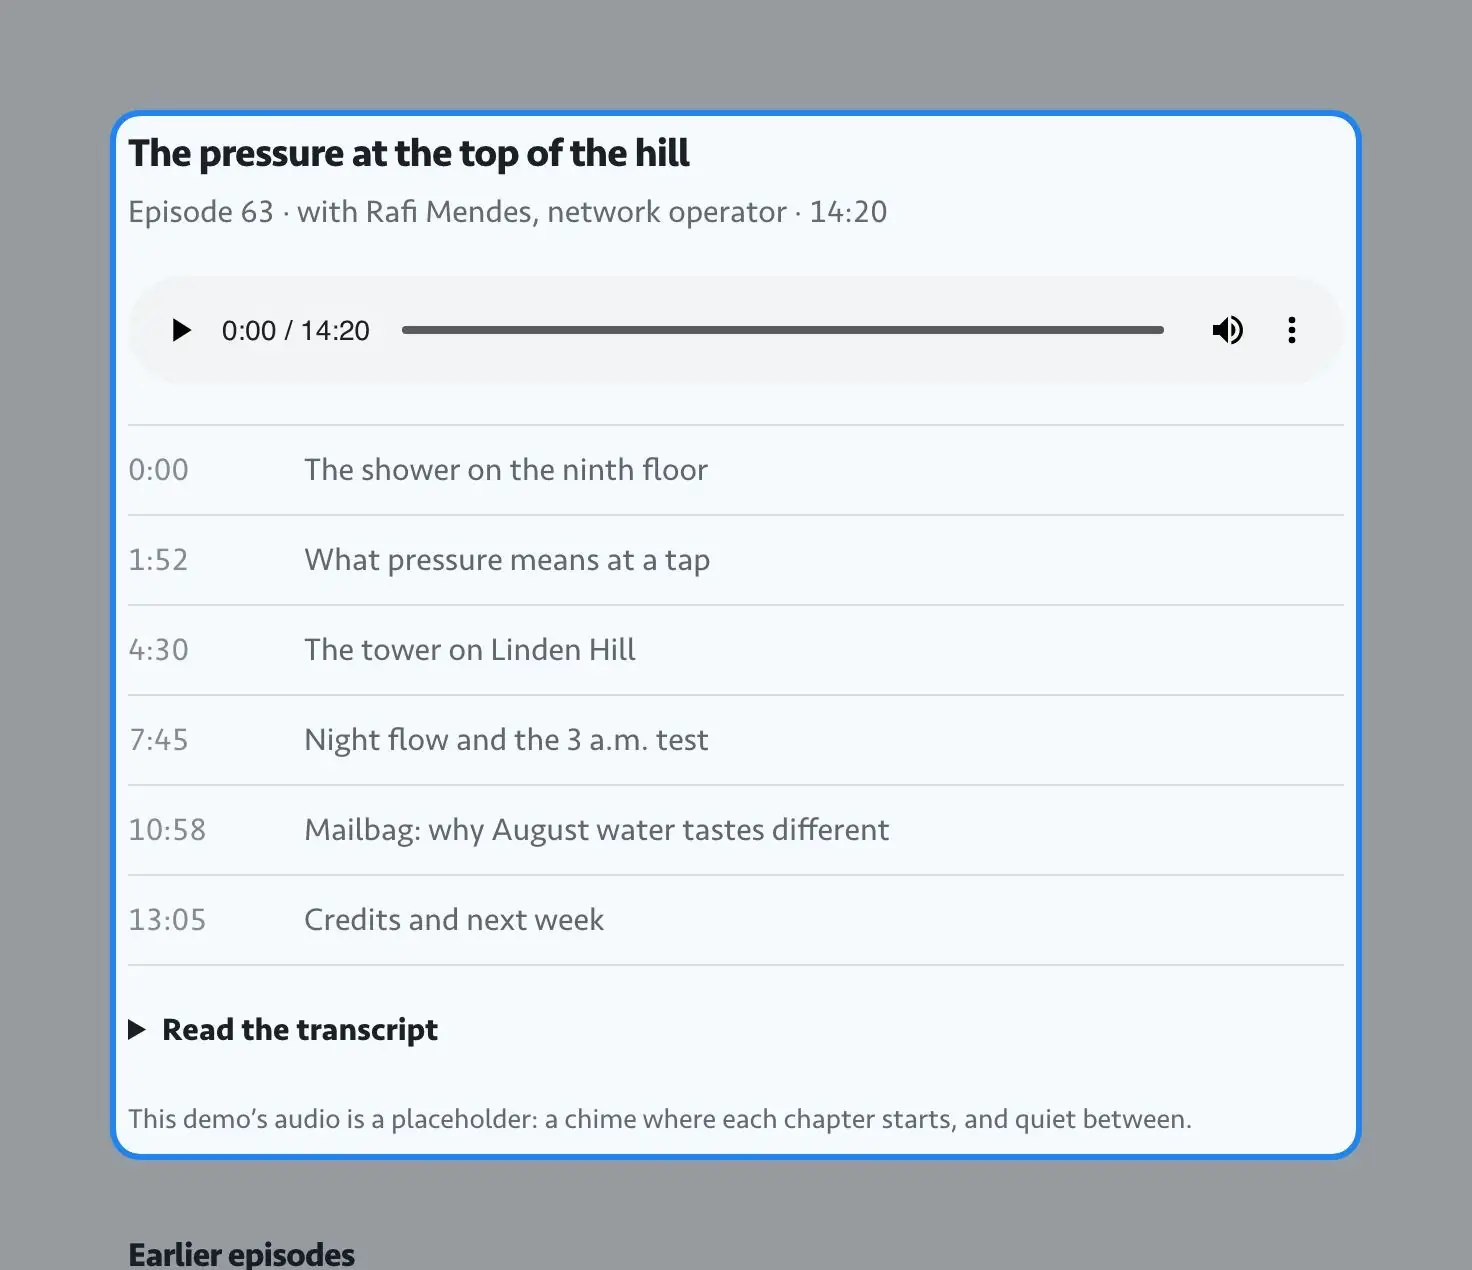 The pressure at the top of the hill
Episode 63 · with Rafi Mendes, network operator · 14:20
0:00 / 14:20
0:00 The shower on the ninth floor
1:52 What pressure means at a tap
4:30 The tower on Linden Hill
7:45 Night flow and the 3 a.m. test
10:58 Mailbag: why August water tastes different
13:05 Credits and next week
Read the transcript
This demo’s audio is a placeholder: a chime where each chapter starts, and quiet between.
Earlier episodes